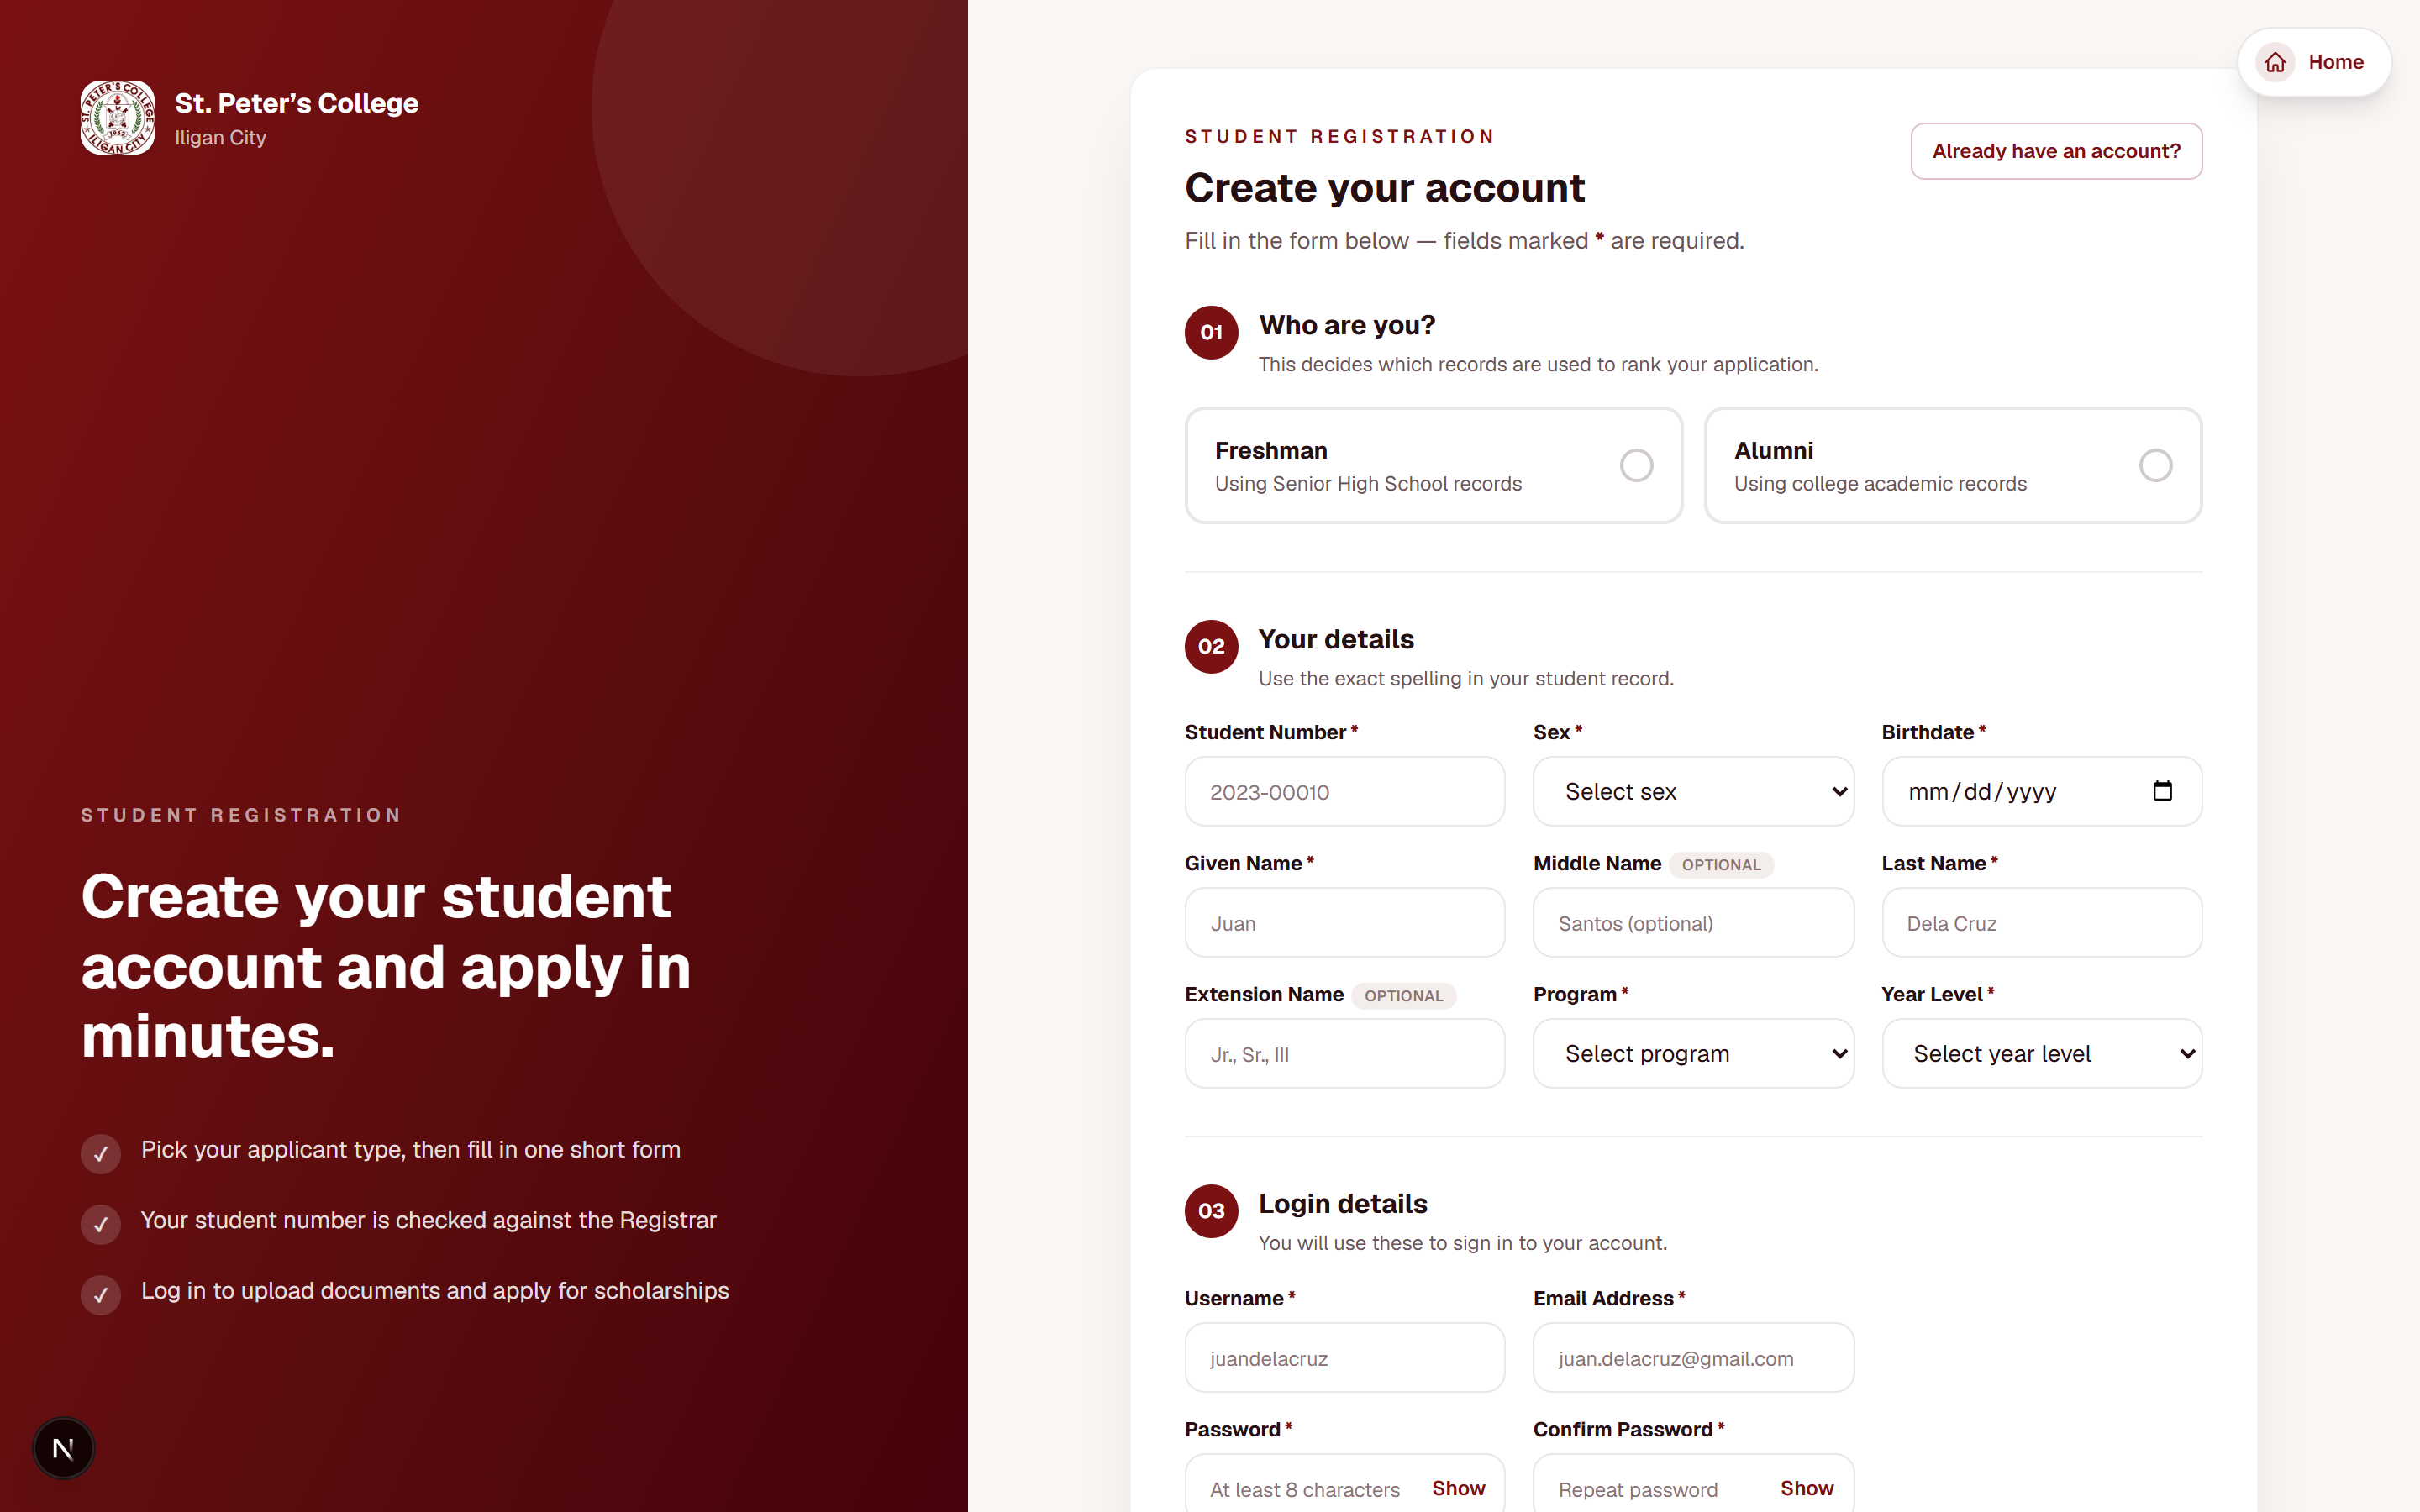 ST. PETER'S COLLEGE
1952
ILIGAN CITY
St. Peter's College
Iligan City
STUDENT REGISTRATION
Create your student
account and apply in
minutes.
Pick your applicant type, then fill in one short form
Your student number is checked against the Registrar
Log in to upload documents and apply for scholarships
N
Home
STUDENT REGISTRATION
Already have an account?
Create your account
Fill in the form below — fields marked * are required.
01
Who are you?
This decides which records are used to rank your application.
Freshman
Using Senior High School records
Alumni
Using college academic records
02
Your details
Use the exact spelling in your student record.
Student Number * Sex * Birthdate *
2023-00010 Select sex mm/dd/yyyy
Given Name * Middle Name OPTIONAL Last Name *
Juan Santos (optional) Dela Cruz
Extension Name OPTIONAL Program * Year Level *
Jr., Sr., III Select program Select year level
03
Login details
You will use these to sign in to your account.
Username * Email Address *
juandelacruz juan.delacruz@gmail.com
Password * Confirm Password *
At least 8 characters Show Repeat password Show